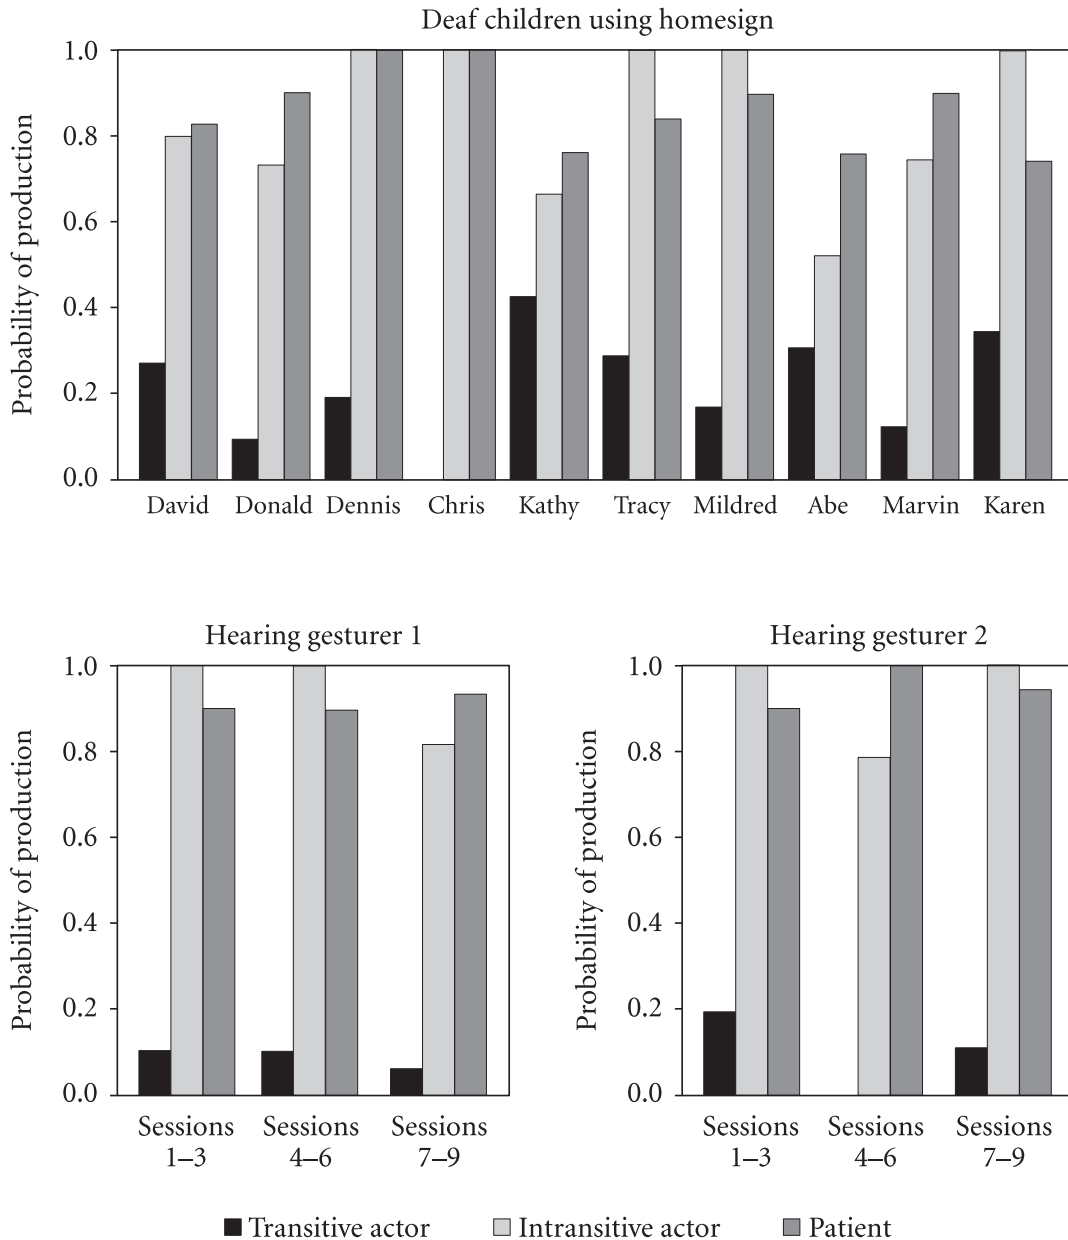 Deaf children using homesign
Probability of production
1.0
0.8
0.6
0.4
0.2
0.0
David Donald Dennis Chris Kathy Tracy Mildred Abe Marvin Karen
Hearing gesturer 1
Probability of production
1.0
0.8
0.6
0.4
0.2
0.0
Sessions Sessions Sessions
1–3 4–6 7–9
Hearing gesturer 2
Probability of production
1.0
0.8
0.6
0.4
0.2
0.0
Sessions Sessions Sessions
1–3 4–6 7–9
Transitive actor Intransitive actor Patient